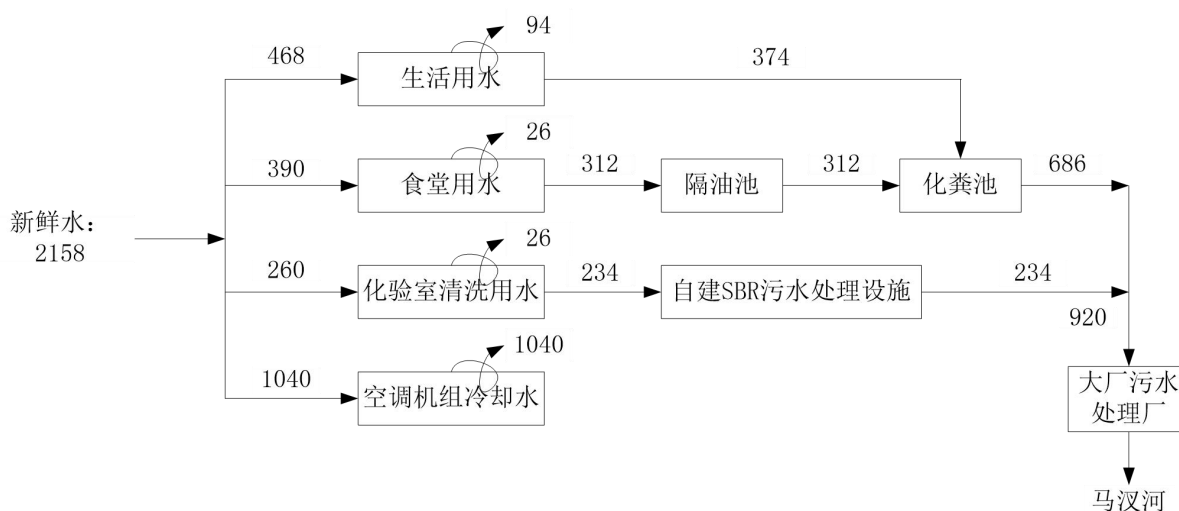 94
468
生活用水
374
26
390
食堂用水
312
隔油池
312
化粪池
686
新鲜水：
2158
26
260
化验室清洗用水
234
自建SBR污水处理设施
234
920
1040
1040
空调机组冷却水
大厂污水
处理厂
马汊河